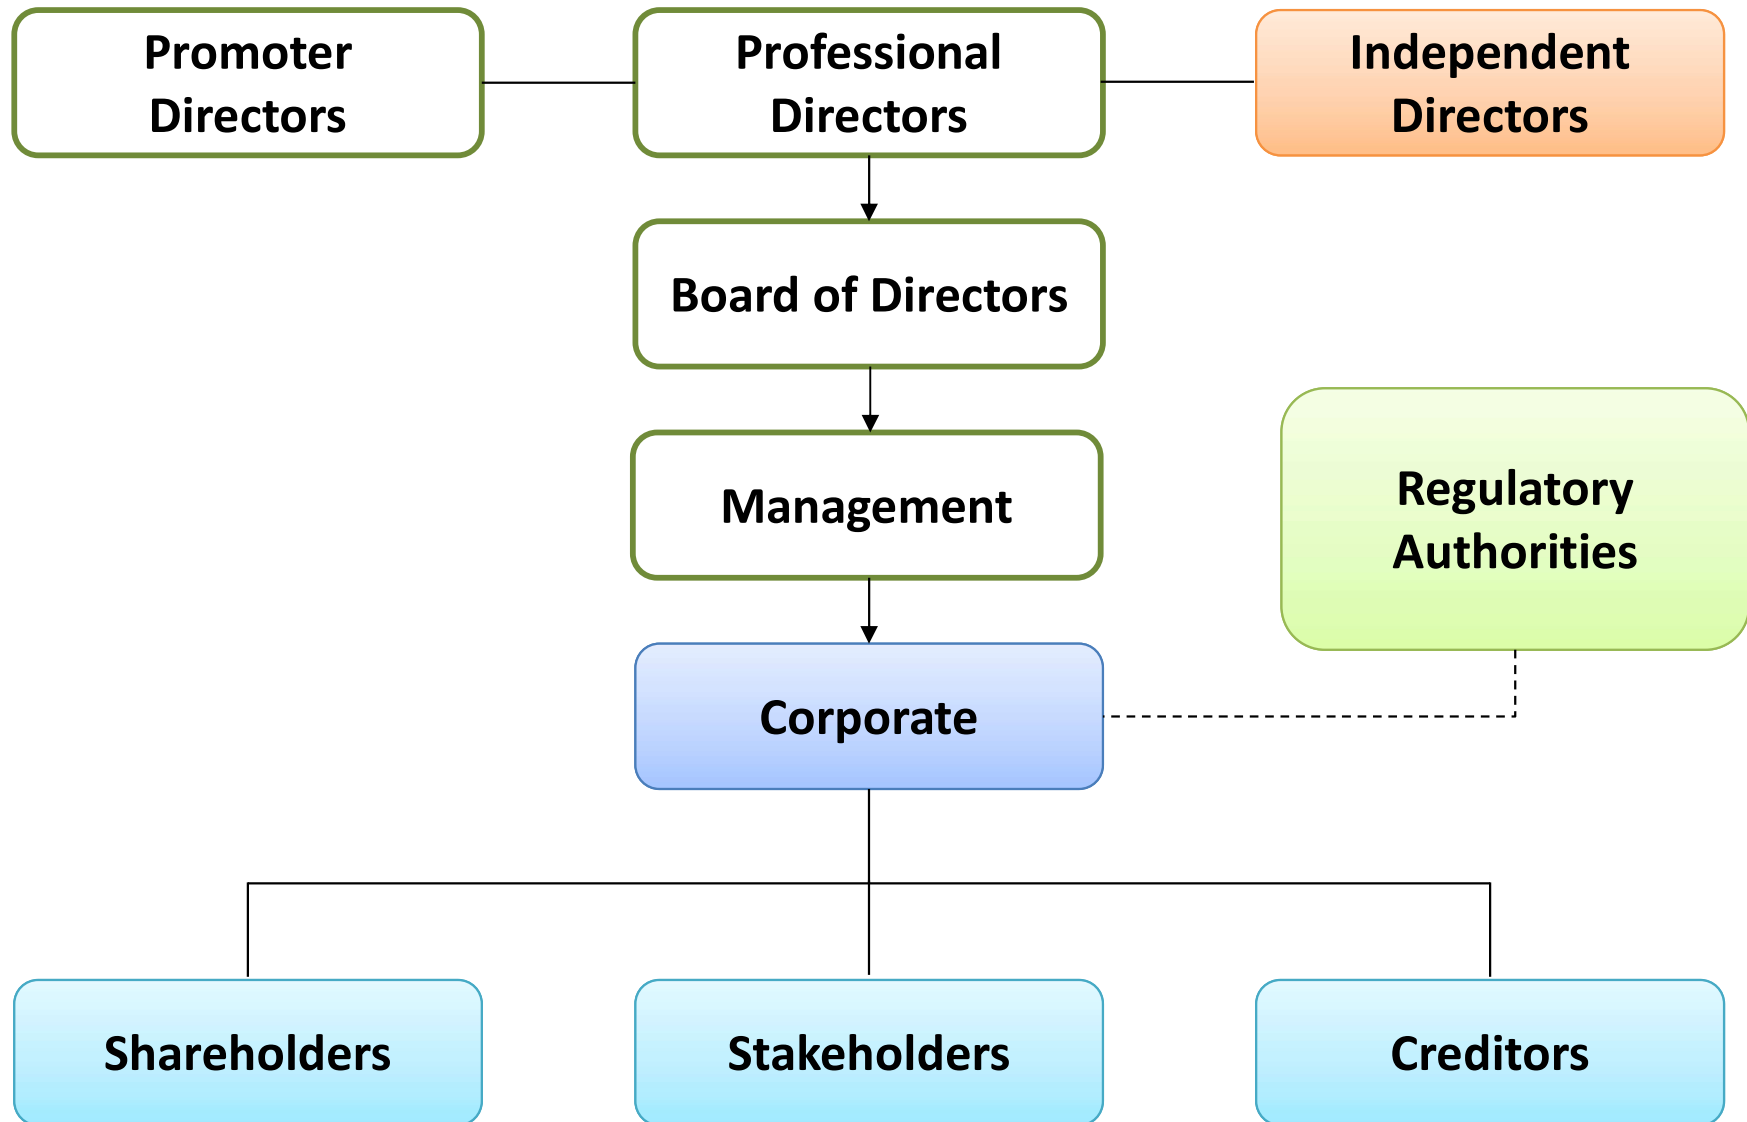 Promoter
Directors
Professional
Directors
Independent
Directors
Board of Directors
Management
Regulatory
Authorities
Corporate
Shareholders
Stakeholders
Creditors